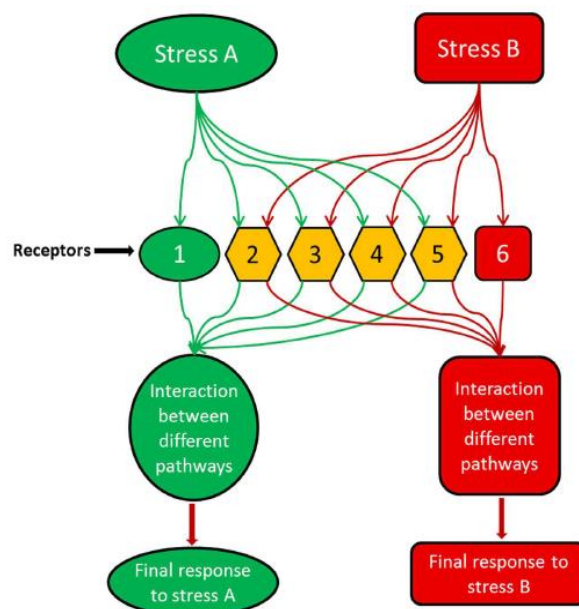 Stress A
Stress B
Receptors
1
2
3
4
5
6
Interaction
between
different
pathways
Interaction
between
different
pathways
Final response
to stress A
Final response to
stress B